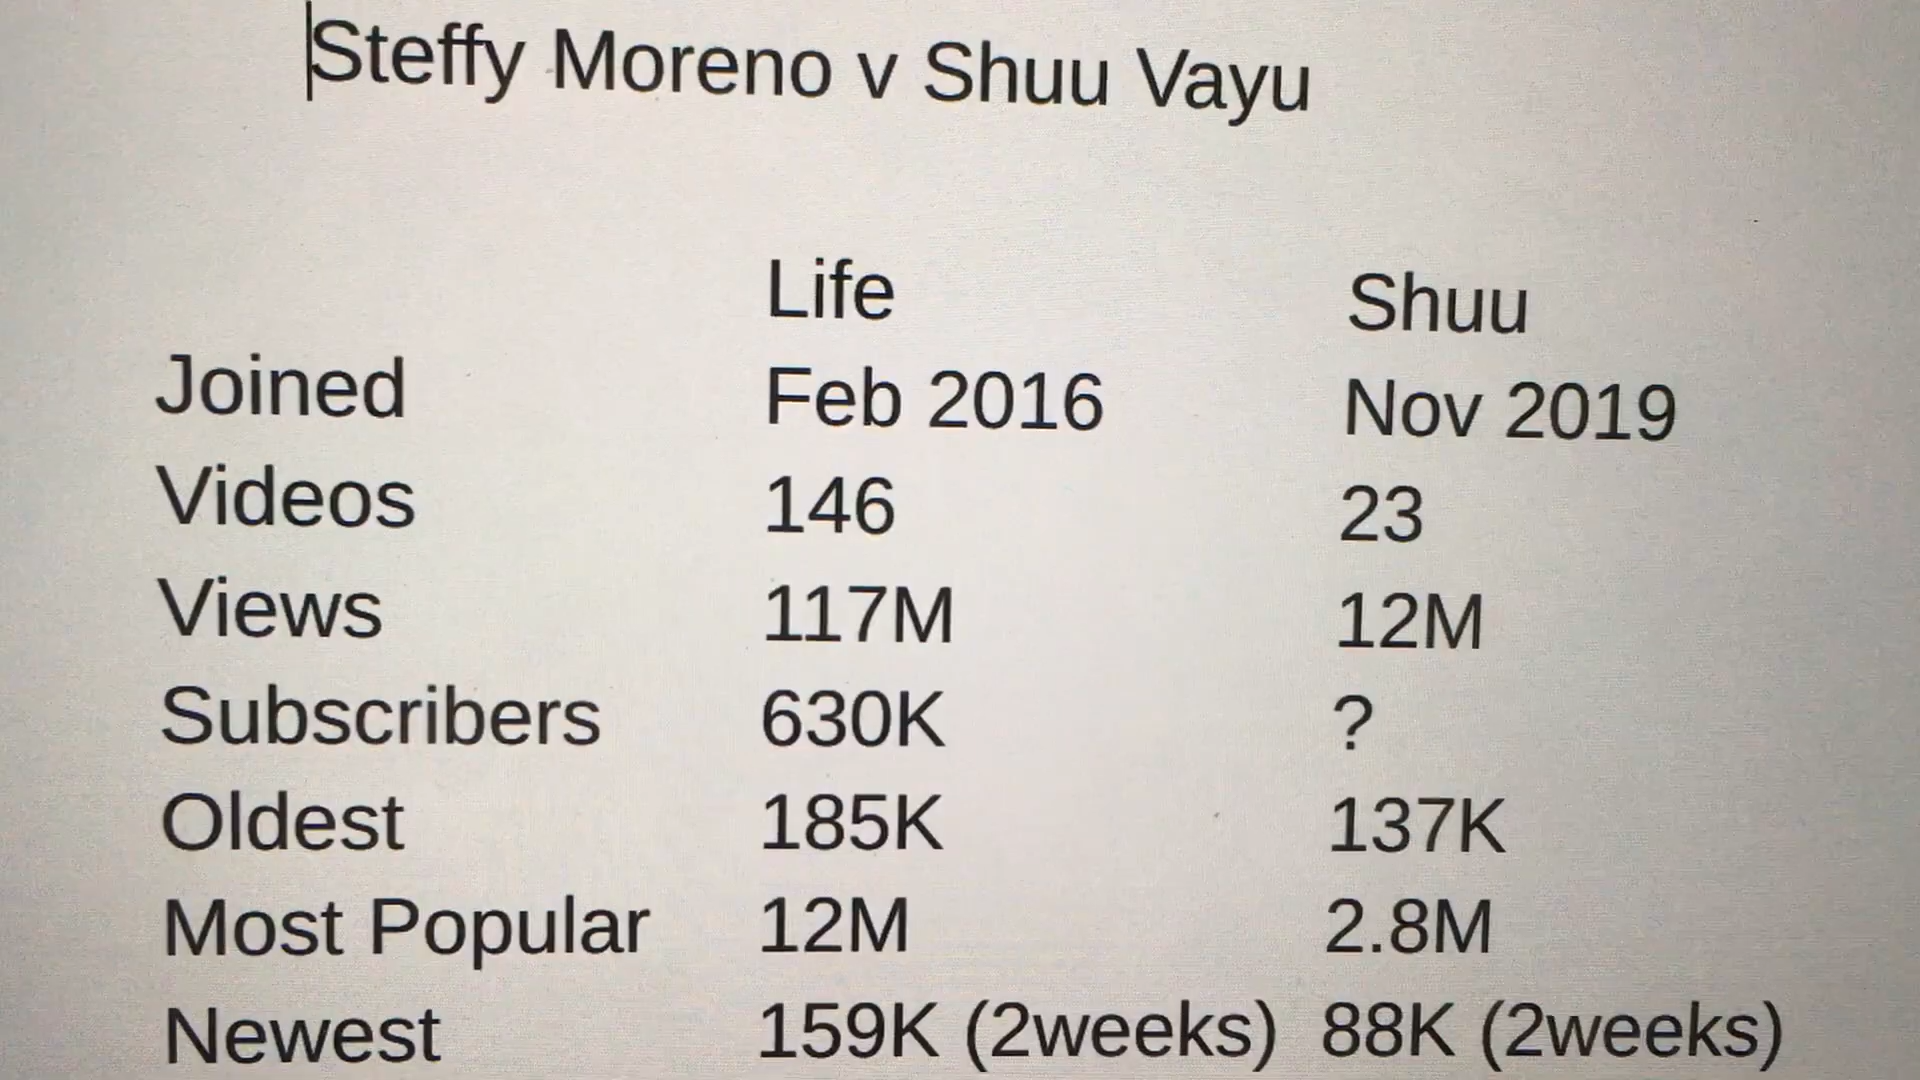 Steffy Moreno v Shuu Vayu
Life Shuu
Joined Feb 2016 Nov 2019
Videos 146 23
Views 117M 12M
Subscribers 630K ?
Oldest 185K 137K
Most Popular 12M 2.8M
Newest 159K (2weeks) 88K (2weeks)